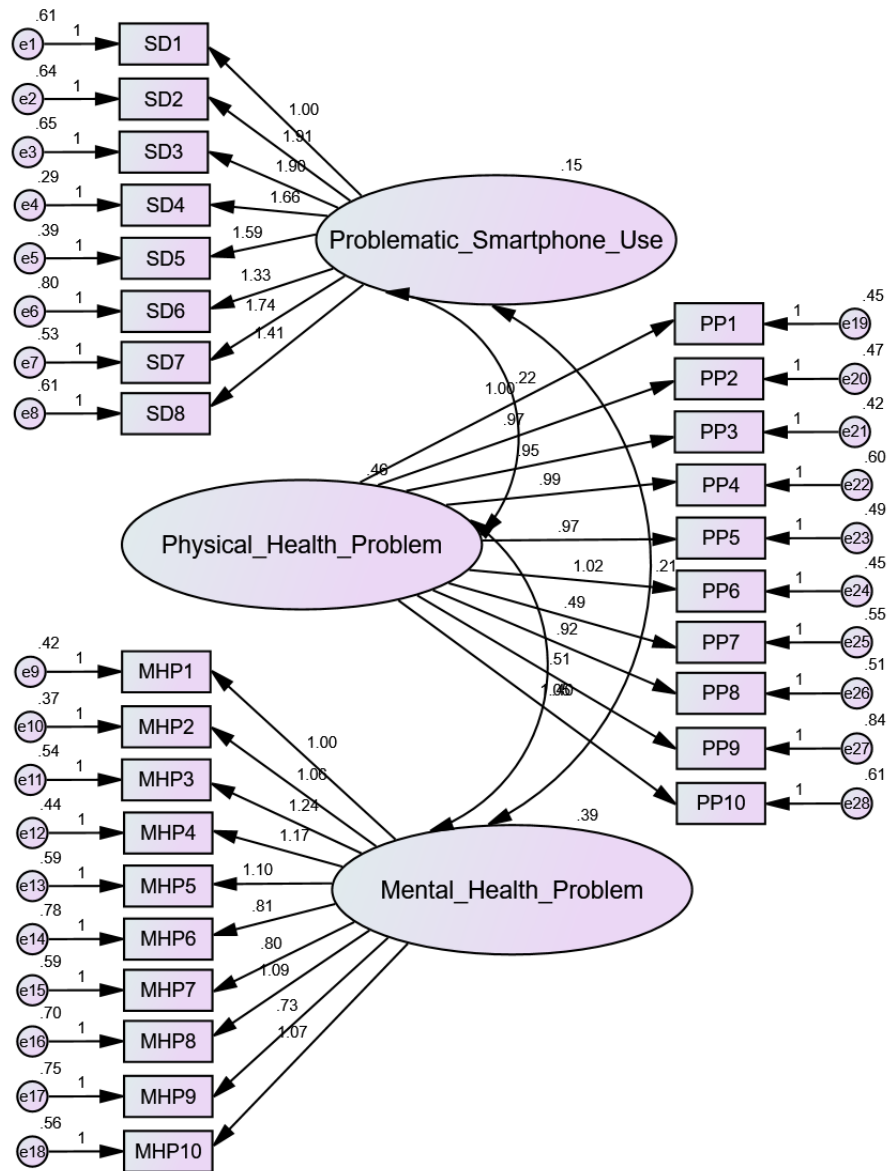 .61
e1
1
SD1
.64
e2
1
SD2
.65
e3
1
SD3
.29
e4
1
SD4
.39
e5
1
SD5
.80
e6
1
SD6
.53
e7
1
SD7
.61
e8
1
SD8
1.00
1.91
1.90
1.66
1.59
1.33
1.74
1.41
.15
Problematic_Smartphone_Use
.22
.21
.46
Physical_Health_Problem
1.00
.97
.95
.99
.97
1.02
.49
.92
.51
PP1
1
e19
.45
PP2
1
e20
.47
PP3
1
e21
.42
PP4
1
e22
.60
PP5
1
e23
.49
PP6
1
e24
.45
PP7
1
e25
.55
PP8
1
e26
.51
PP9
1
e27
.84
PP10
1
e28
.61
.42
e9
1
MHP1
.37
e10
1
MHP2
.54
e11
1
MHP3
.44
e12
1
MHP4
.59
e13
1
MHP5
.78
e14
1
MHP6
.59
e15
1
MHP7
.70
e16
1
MHP8
.75
e17
1
MHP9
.56
e18
1
MHP10
1.00
1.06
1.24
1.17
1.10
.81
.80
1.09
.73
1.07
.39
Mental_Health_Problem